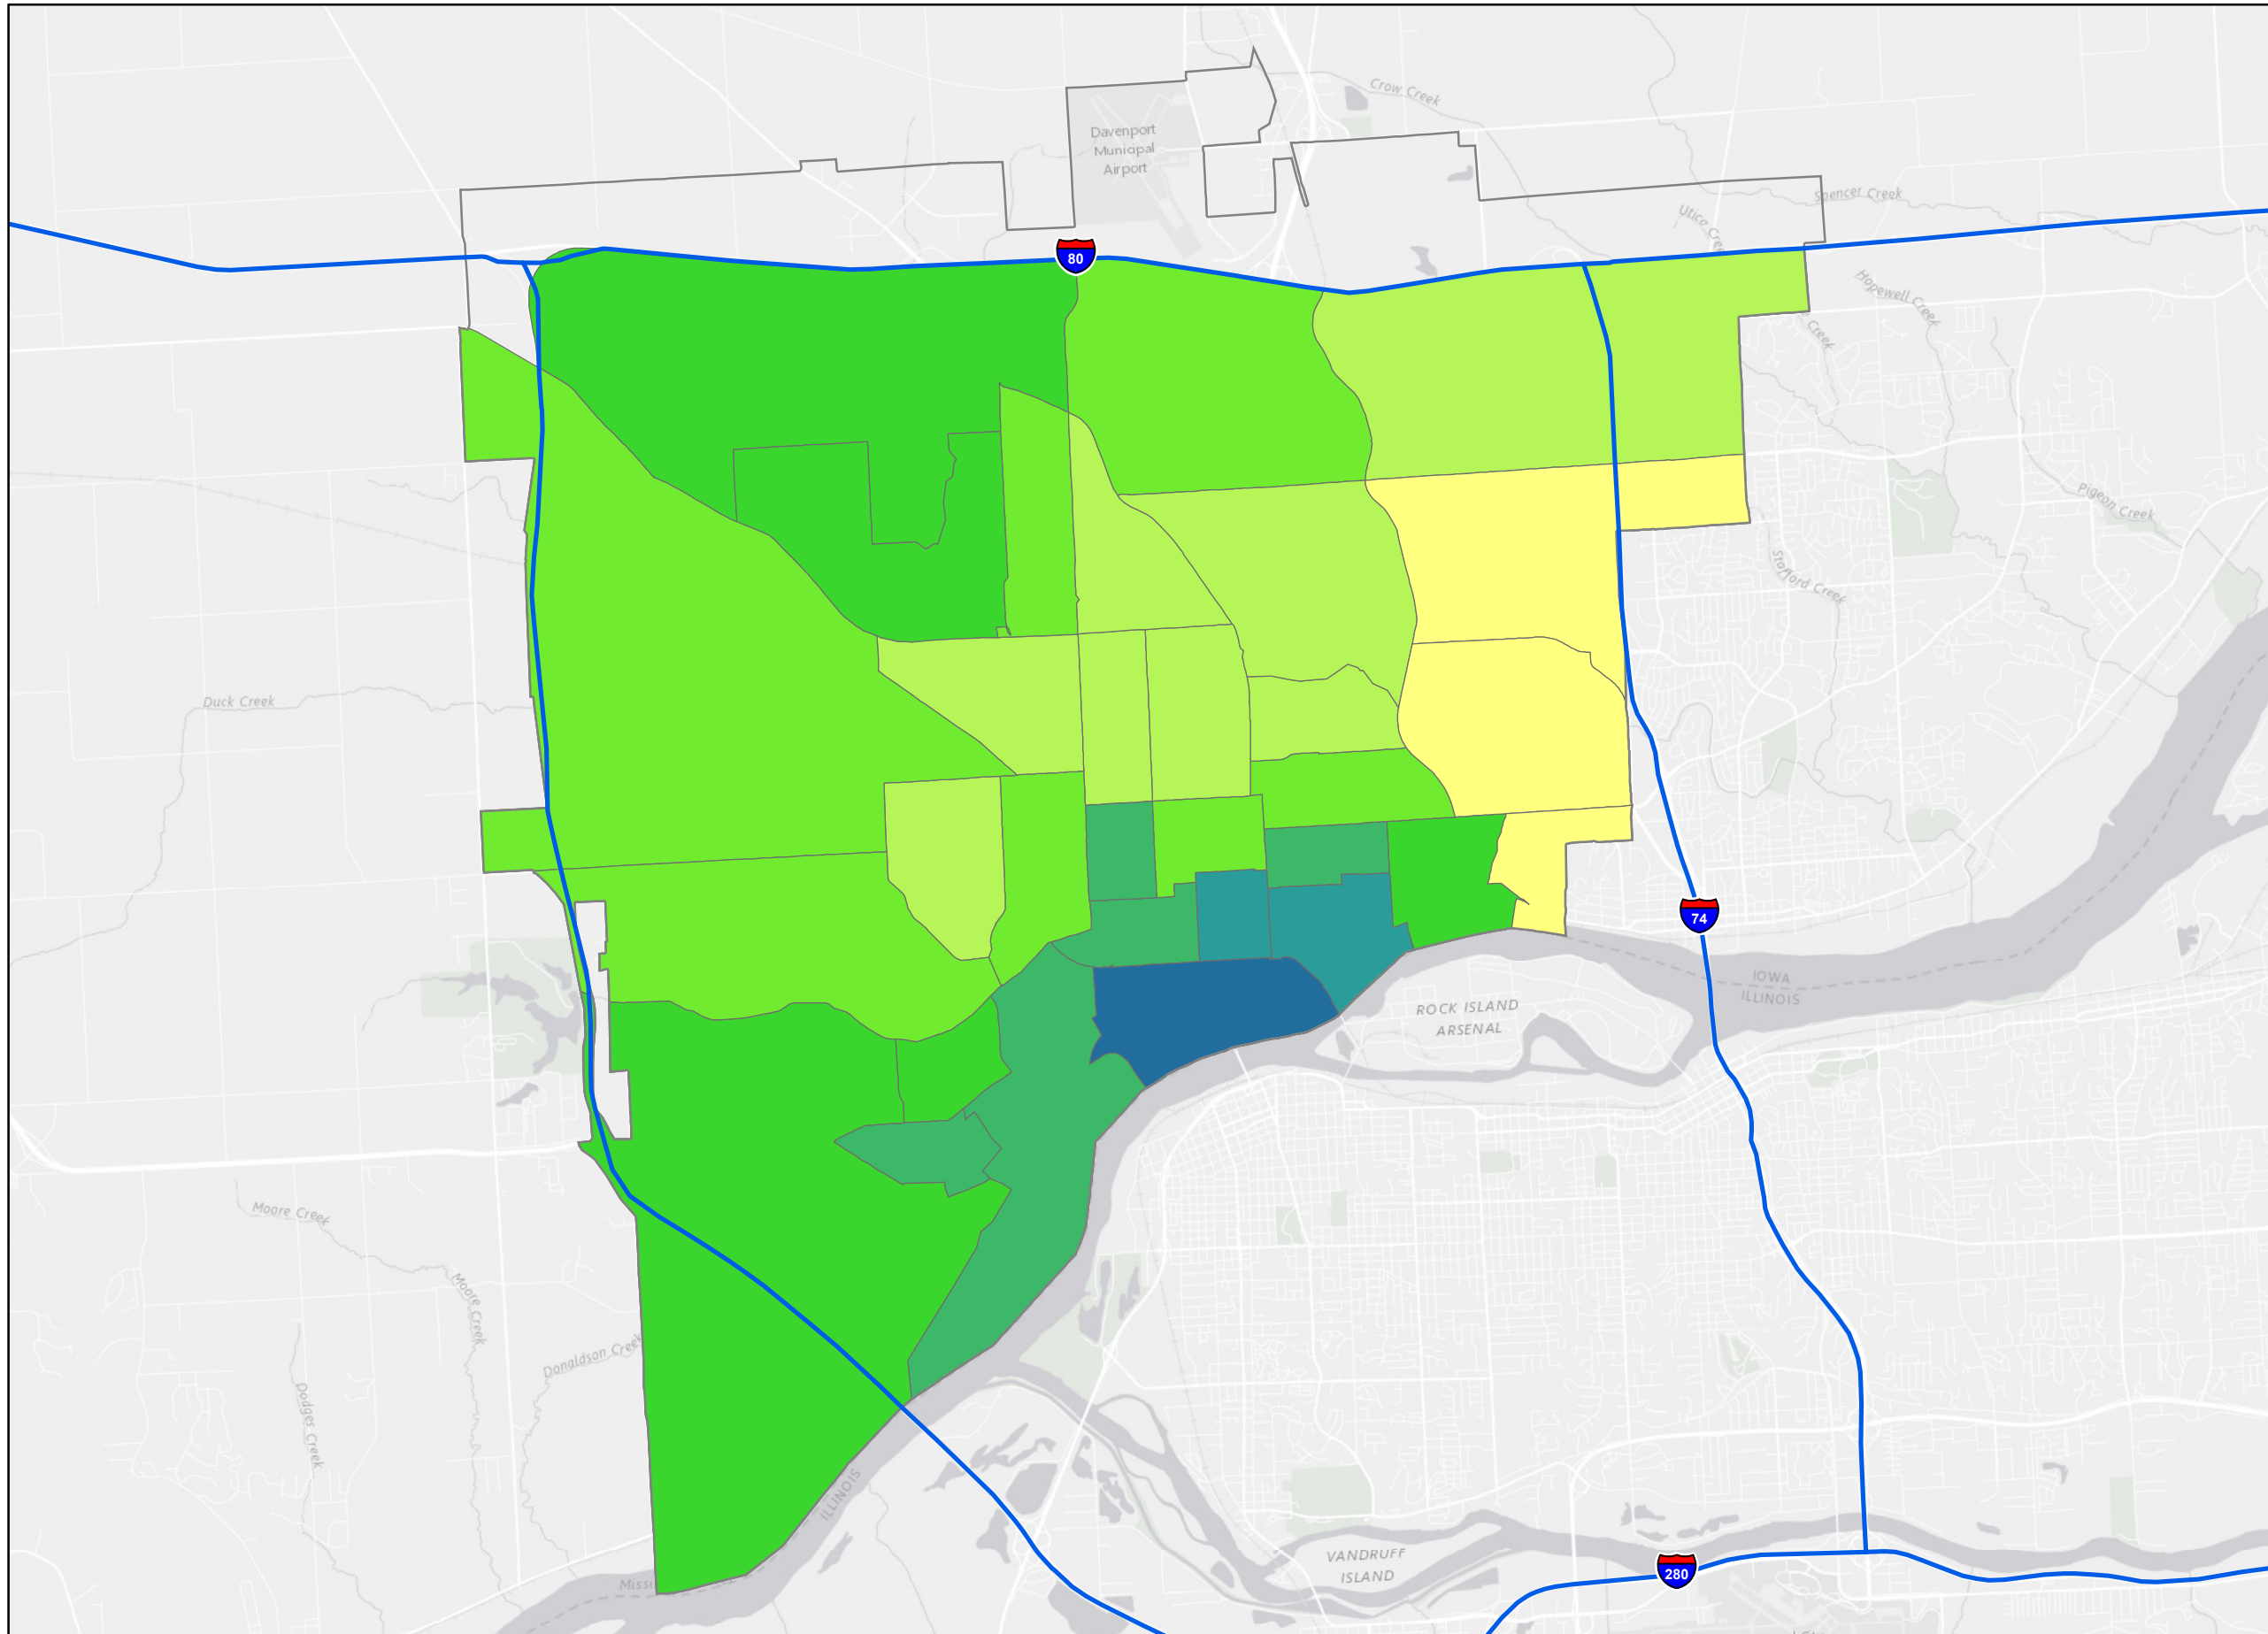 Crow Creek
Davenport
Municipal
Airport
Spencer Creek
Utica Creek
80
Hopewell Creek
Creek
Pigeon Creek
Stafford Creek
Duck Creek
74
IOWA
ILLINOIS
ROCK ISLAND
ARSENAL
Moore Creek
Moore Creek
Donaldson Creek
Dodges Creek
ILLINOIS
VANDRUFF
ISLAND
280